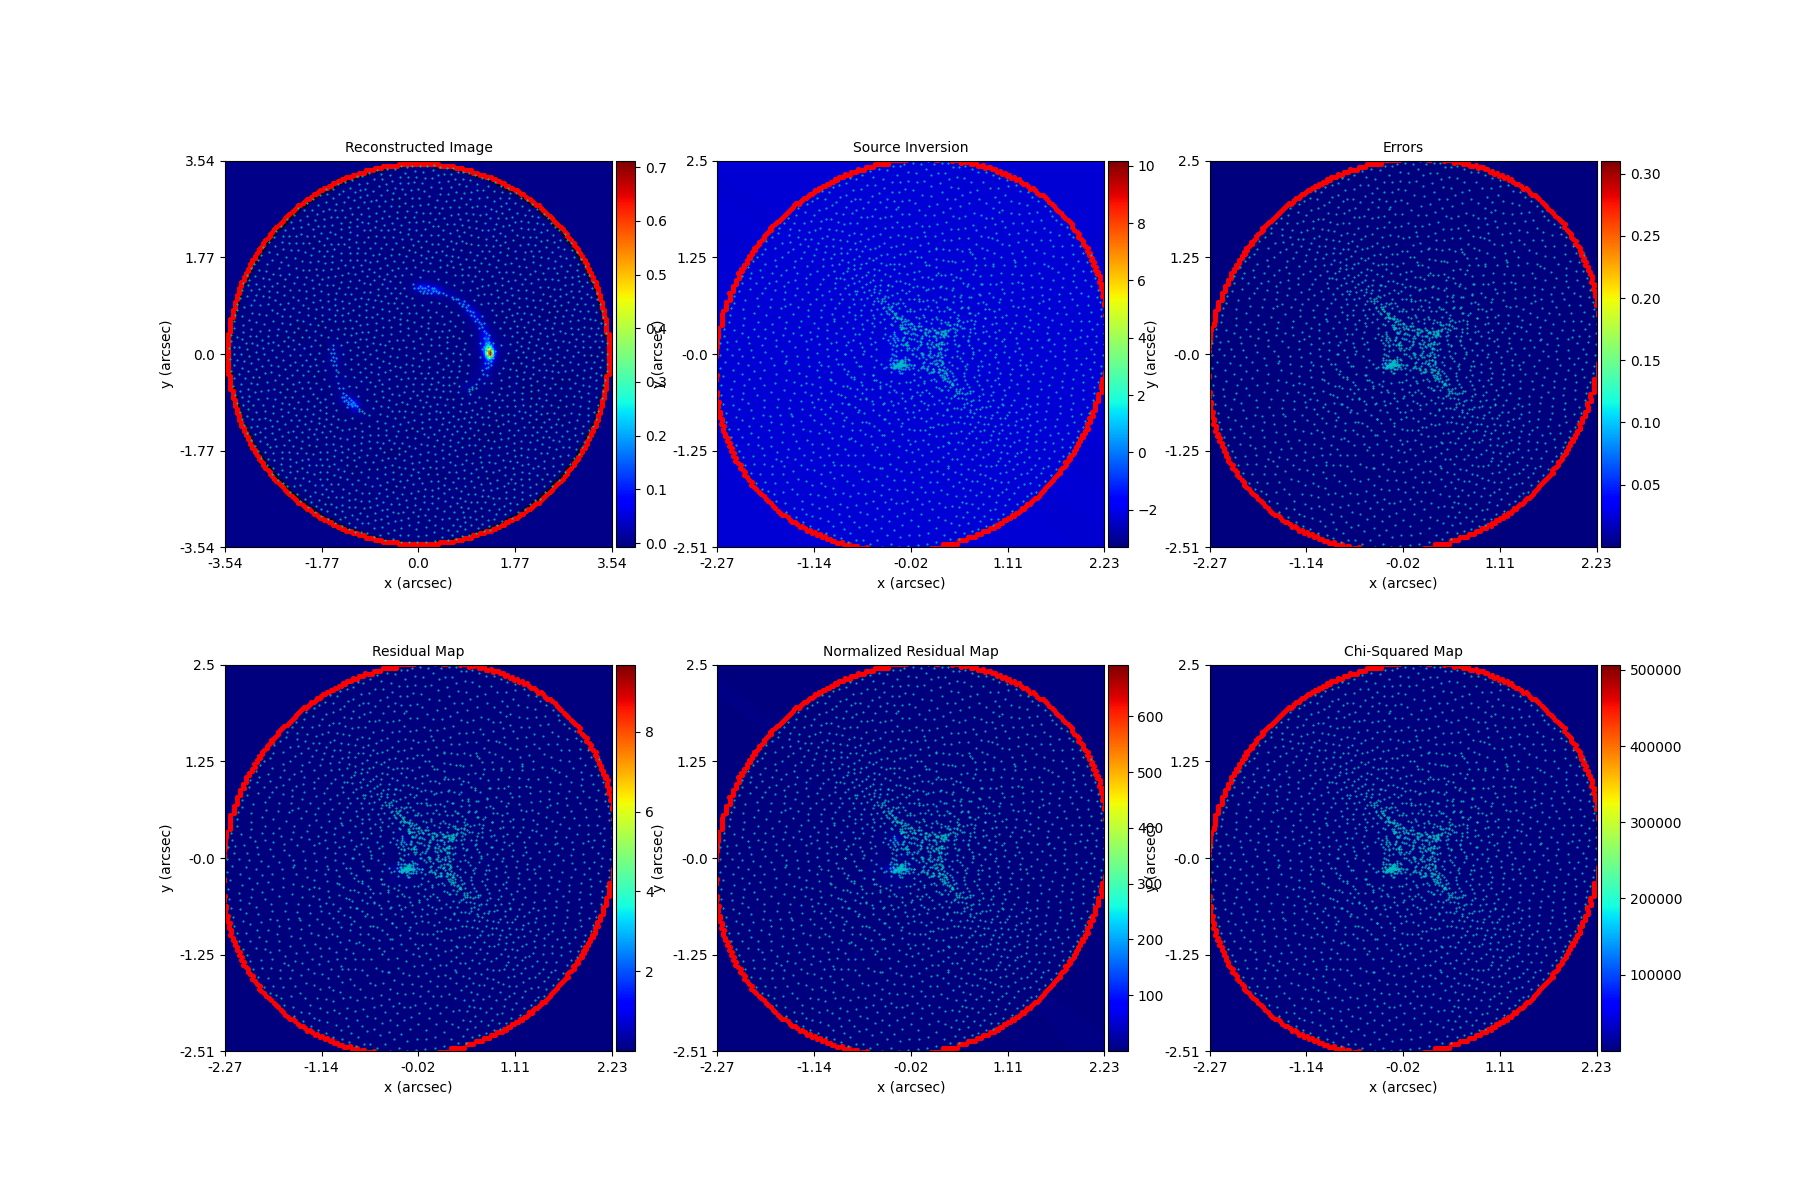 Reconstructed Image
3.54
1.77
0.0
-1.77
-3.54
y (arcsec)
-3.54 -1.77 0.0 1.77 3.54
x (arcsec)
0.7
0.6
0.5
0.4
0.3
0.2
0.1
0.0
Source Inversion
2.5
1.25
-0.0
-1.25
-2.51
y (arcsec)
-2.27 -1.14 -0.02 1.11 2.23
x (arcsec)
10
8
6
4
2
0
−2
Errors
2.5
1.25
-0.0
-1.25
-2.51
y (arcsec)
-2.27 -1.14 -0.02 1.11 2.23
x (arcsec)
0.30
0.25
0.20
0.15
0.10
0.05
Residual Map
2.5
1.25
-0.0
-1.25
-2.51
y (arcsec)
-2.27 -1.14 -0.02 1.11 2.23
x (arcsec)
8
6
4
2
Normalized Residual Map
2.5
1.25
-0.0
-1.25
-2.51
y (arcsec)
-2.27 -1.14 -0.02 1.11 2.23
x (arcsec)
600
500
400
300
200
100
Chi-Squared Map
2.5
1.25
-0.0
-1.25
-2.51
y (arcsec)
-2.27 -1.14 -0.02 1.11 2.23
x (arcsec)
500000
400000
300000
200000
100000